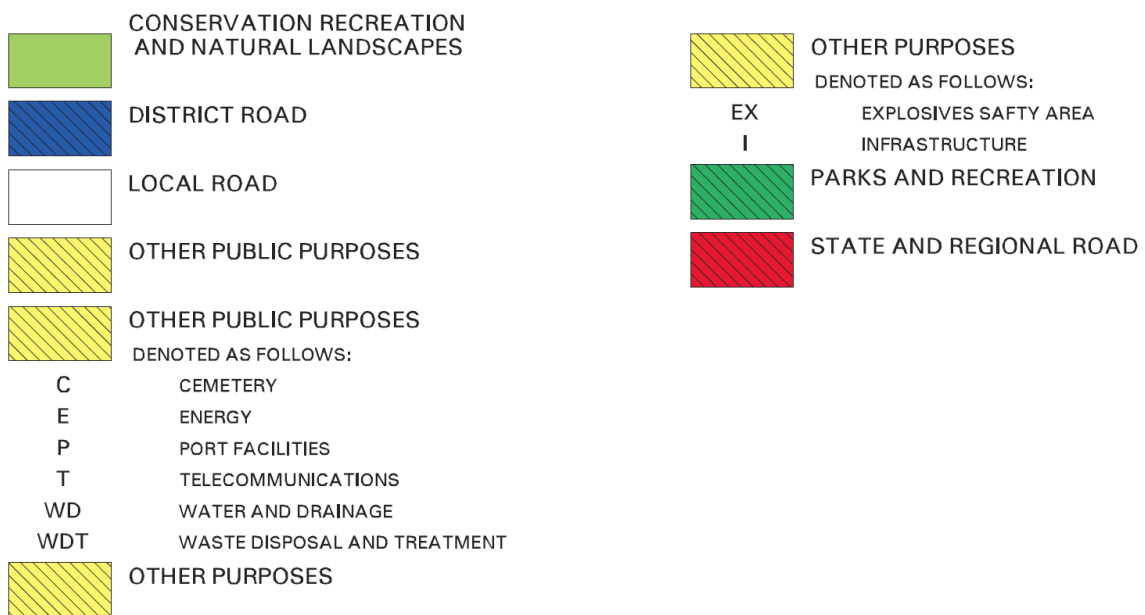 CONSERVATION RECREATION
AND NATURAL LANDSCAPES
DISTRICT ROAD
LOCAL ROAD
OTHER PUBLIC PURPOSES
OTHER PUBLIC PURPOSES
DENOTED AS FOLLOWS:
C CEMETERY
E ENERGY
P PORT FACILITIES
T TELECOMMUNICATIONS
WD WATER AND DRAINAGE
WDT WASTE DISPOSAL AND TREATMENT
OTHER PURPOSES
OTHER PURPOSES
DENOTED AS FOLLOWS:
EX EXPLOSIVES SAFTY AREA
I INFRASTRUCTURE
PARKS AND RECREATION
STATE AND REGIONAL ROAD